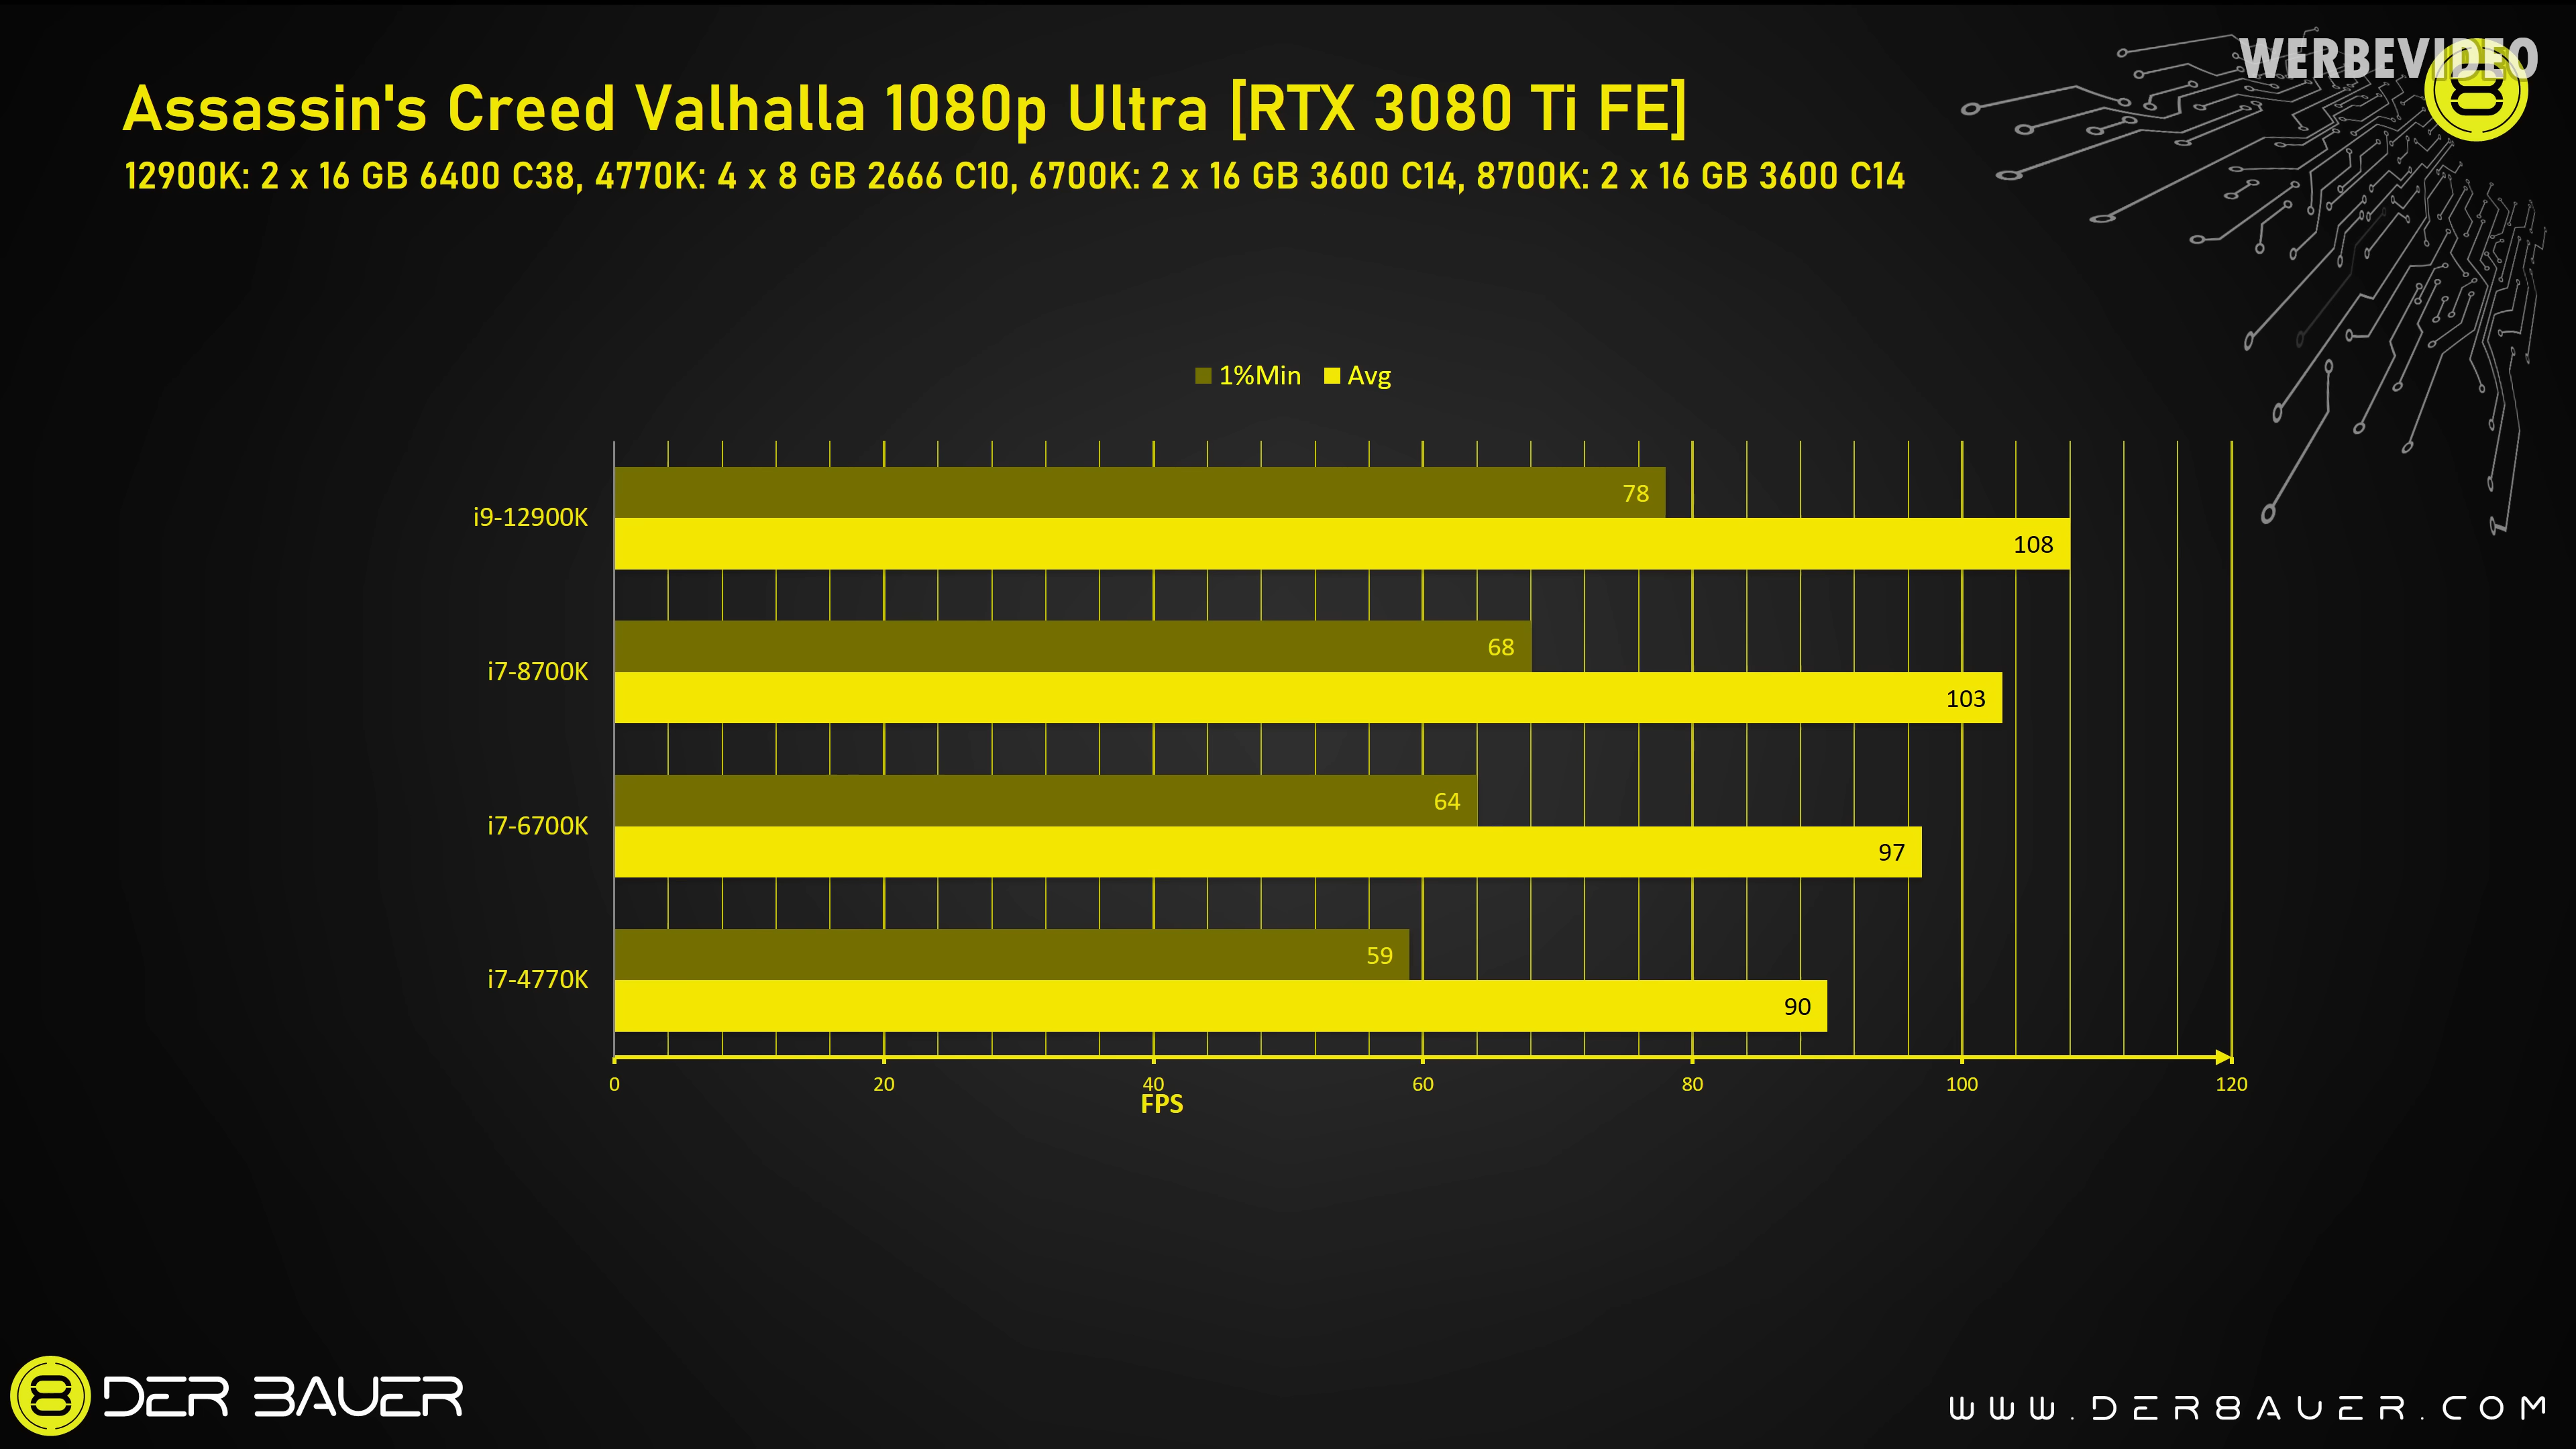 WERBEVIDEO
Assassin's Creed Valhalla 1080p Ultra [RTX 3080 Ti FE]
12900K: 2 x 16 GB 6400 C38, 4770K: 4 x 8 GB 2666 C10, 6700K: 2 x 16 GB 3600 C14, 8700K: 2 x 16 GB 3600 C14
1%Min Avg
i9-12900K
78
108
i7-8700K
68
103
i7-6700K
64
97
i7-4770K
59
90
0 20 40 60 80 100 120
FPS
8 DER 8AUER
WWW.DER8AUER.COM